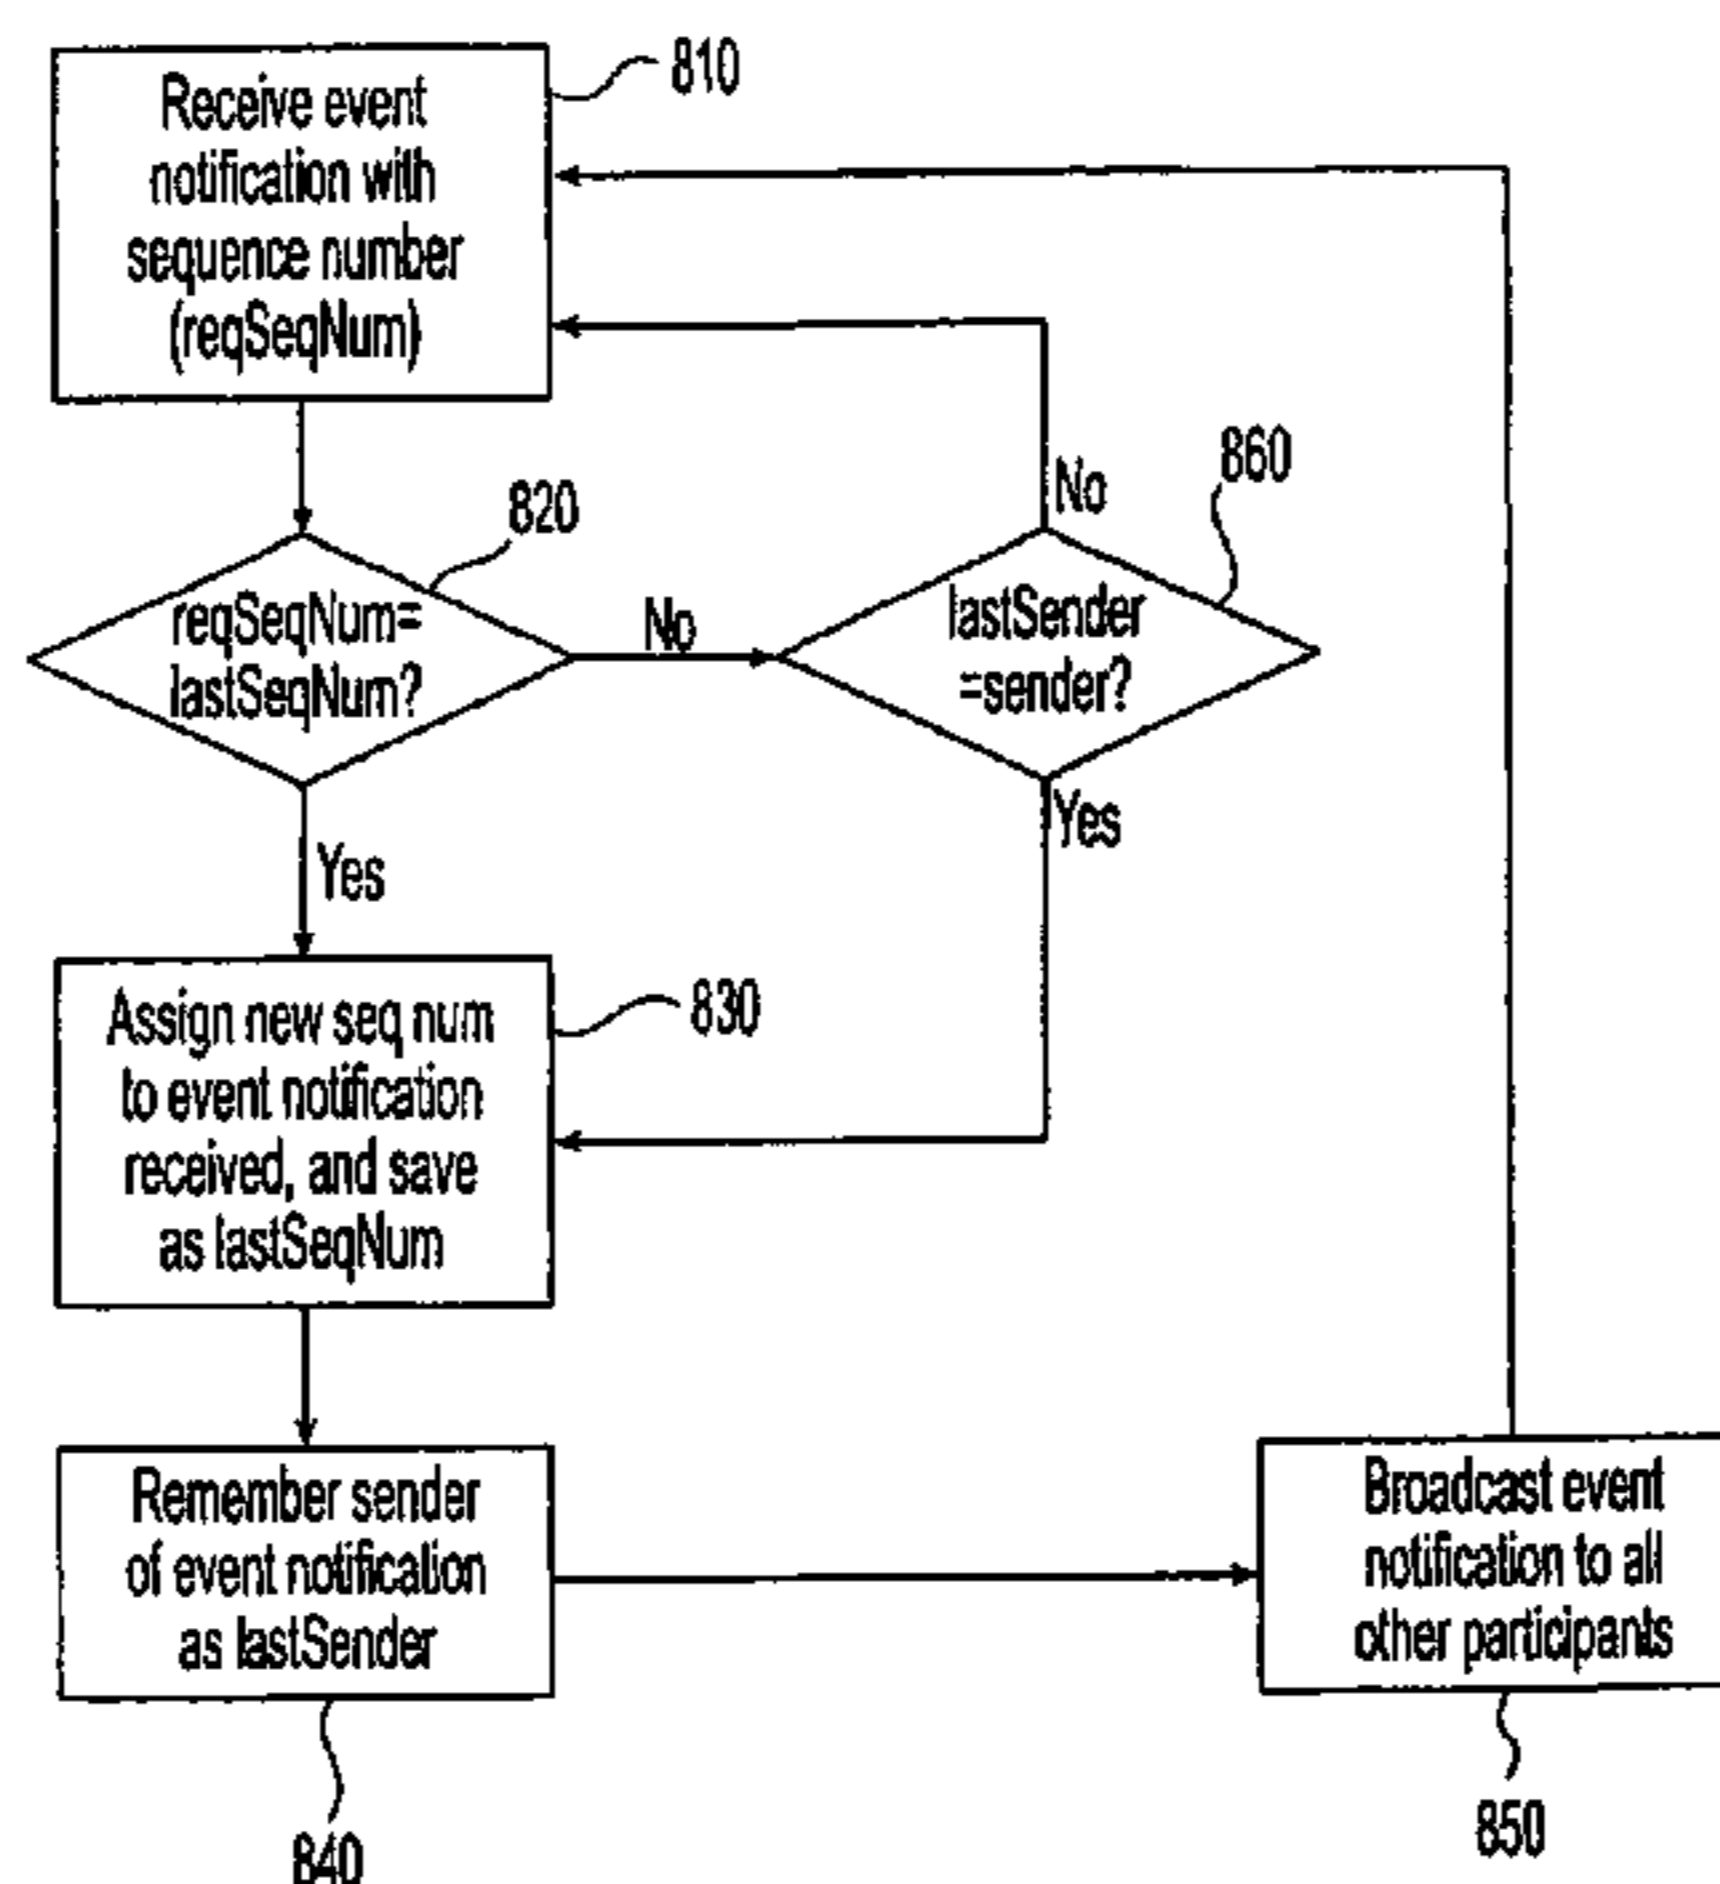 810
Receive event
notification with
sequence number
(reqSeqNum)
820
reqSeqNum=
lastSeqNum?
No
860
No
lastSender
=sender?
Yes
Yes
830
Assign new seq num
to event notification
received, and save
as lastSeqNum
Remember sender
of event notification
as lastSender
840
Broadcast event
notification to all
other participants
850